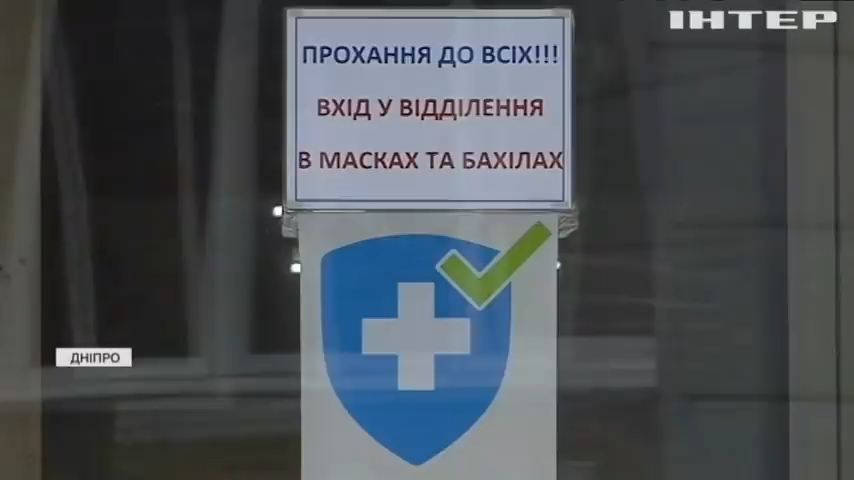 ІНТЕР
ПРОХАННЯ ДО ВСІХ!!!
ВХІД У ВІДДІЛЕННЯ
В МАСКАХ ТА БАХІЛАХ
ДНІПРО